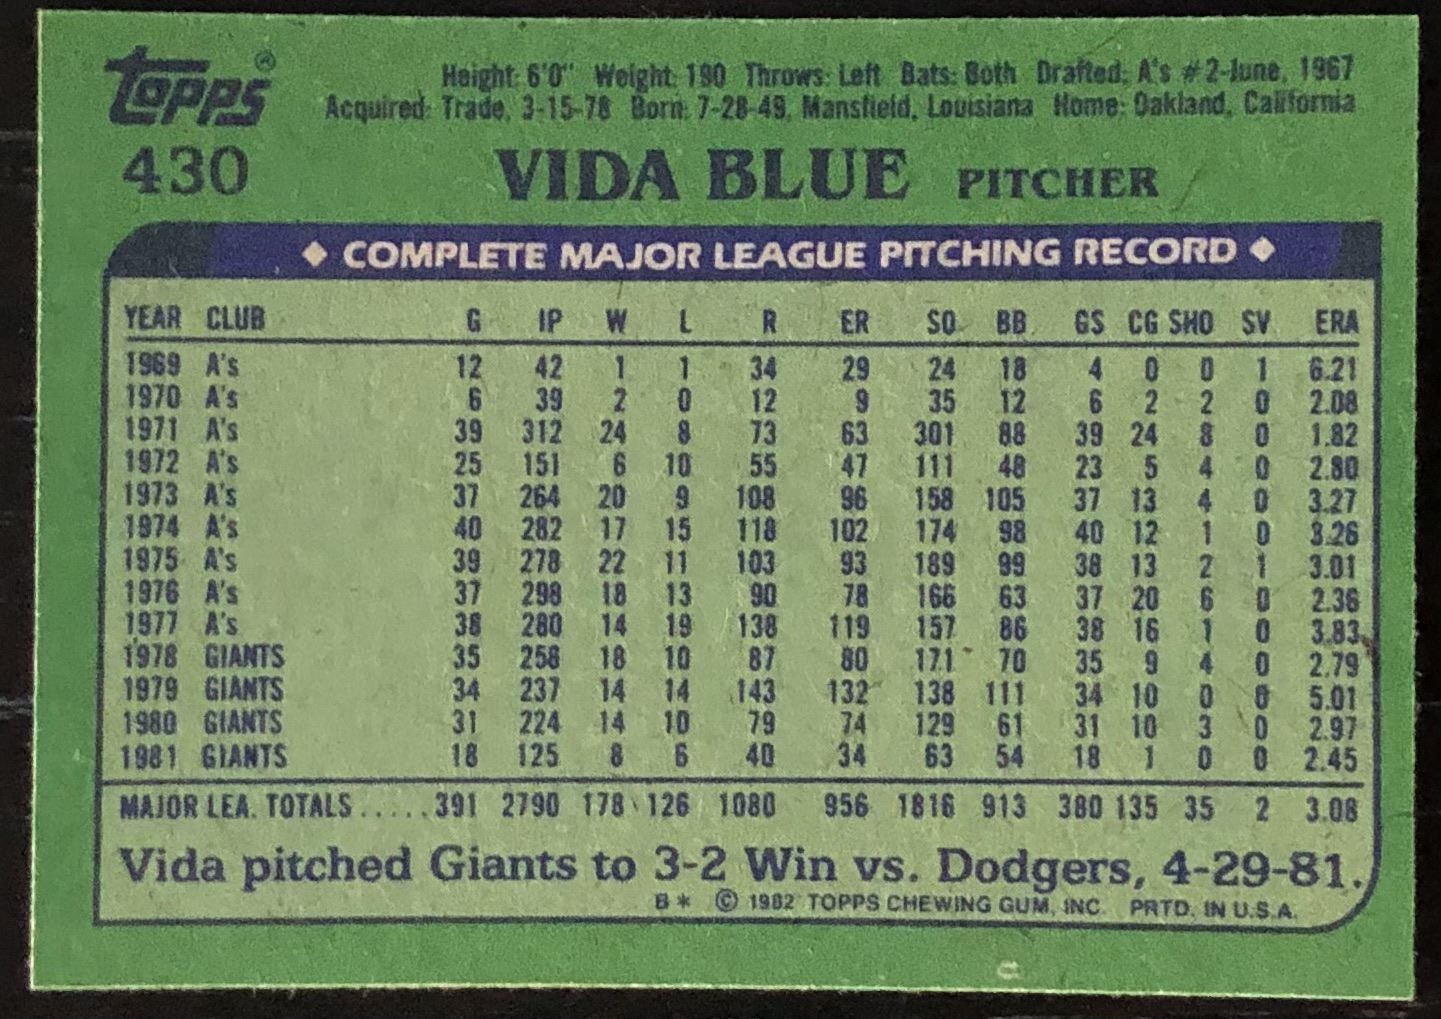 topps®
Height: 6'0" Weight: 190 Throws: Left Bats: Both Drafted: A's #2-June, 1967
Acquired: Trade, 3-15-78 Born: 7-28-49, Mansfield, Louisiana Home: Oakland, California
430 VIDA BLUE PITCHER
◆ COMPLETE MAJOR LEAGUE PITCHING RECORD ◆
YEAR CLUB G IP W L R ER SO BB GS CG SHO SV ERA
1969 A's 12 42 1 1 34 29 24 18 4 0 0 1 6.21
1970 A's 6 39 2 0 12 9 35 12 6 2 2 0 2.08
1971 A's 39 312 24 8 73 63 301 88 39 24 8 0 1.82
1972 A's 25 151 6 10 55 47 111 48 23 5 4 0 2.80
1973 A's 37 264 20 9 108 96 158 105 37 13 4 0 3.27
1974 A's 40 282 17 15 118 102 174 98 40 12 1 0 3.26
1975 A's 39 278 22 11 103 93 189 99 38 13 2 1 3.01
1976 A's 37 298 18 13 90 78 166 63 37 20 6 0 2.36
1977 A's 38 280 14 19 138 119 157 86 38 16 1 0 3.83
1978 GIANTS 35 258 18 10 87 80 171 70 35 9 4 0 2.79
1979 GIANTS 34 237 14 14 143 132 138 111 34 10 0 0 5.01
1980 GIANTS 31 224 14 10 79 74 129 61 31 10 3 0 2.97
1981 GIANTS 18 125 8 6 40 34 63 54 18 1 0 0 2.45
MAJOR LEA. TOTALS ..... 391 2790 178 126 1080 956 1816 913 380 135 35 2 3.08
Vida pitched Giants to 3-2 Win vs. Dodgers, 4-29-81.
B* © 1982 TOPPS CHEWING GUM, INC. PRTD. IN U.S.A.